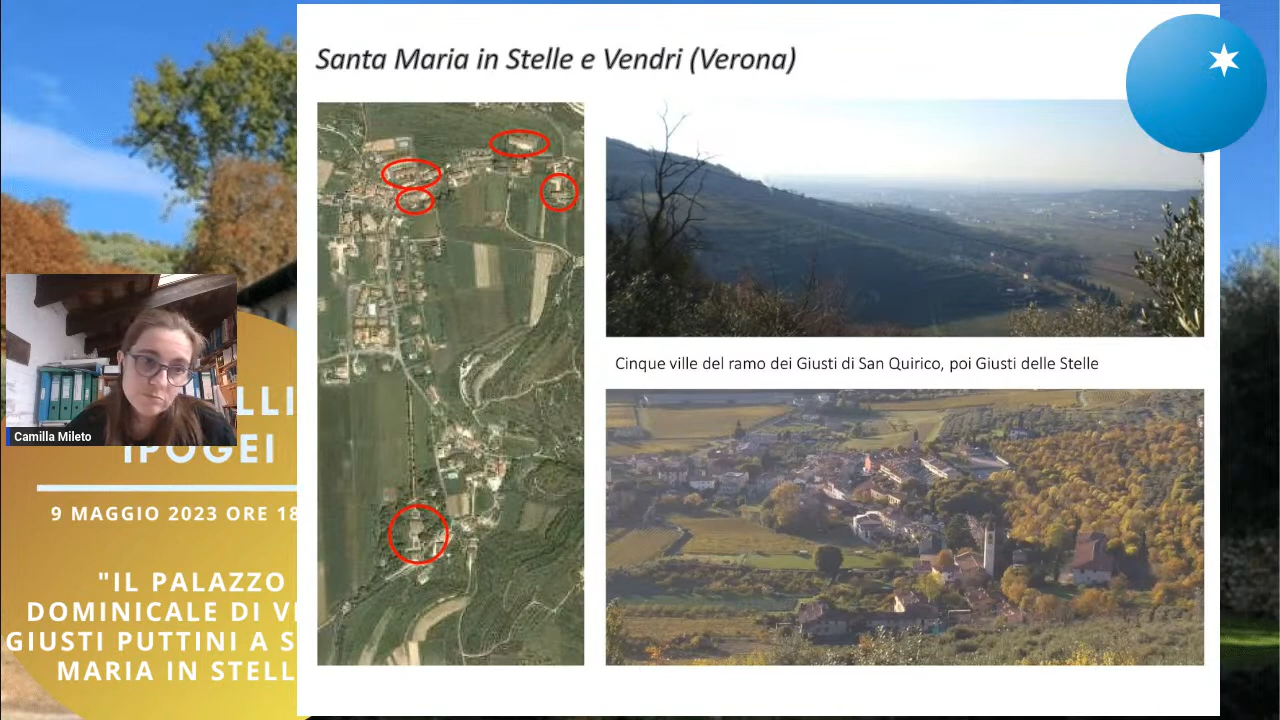 Santa Maria in Stelle e Vendri (Verona)
Cinque ville del ramo dei Giusti di San Quirico, poi Giusti delle Stelle
Camilla Mileto
LLI
IPOGEI
9 MAGGIO 2023 ORE 18
"IL PALAZZO
DOMINICALE DI VI
GIUSTI PUTTINI A S
MARIA IN STELL